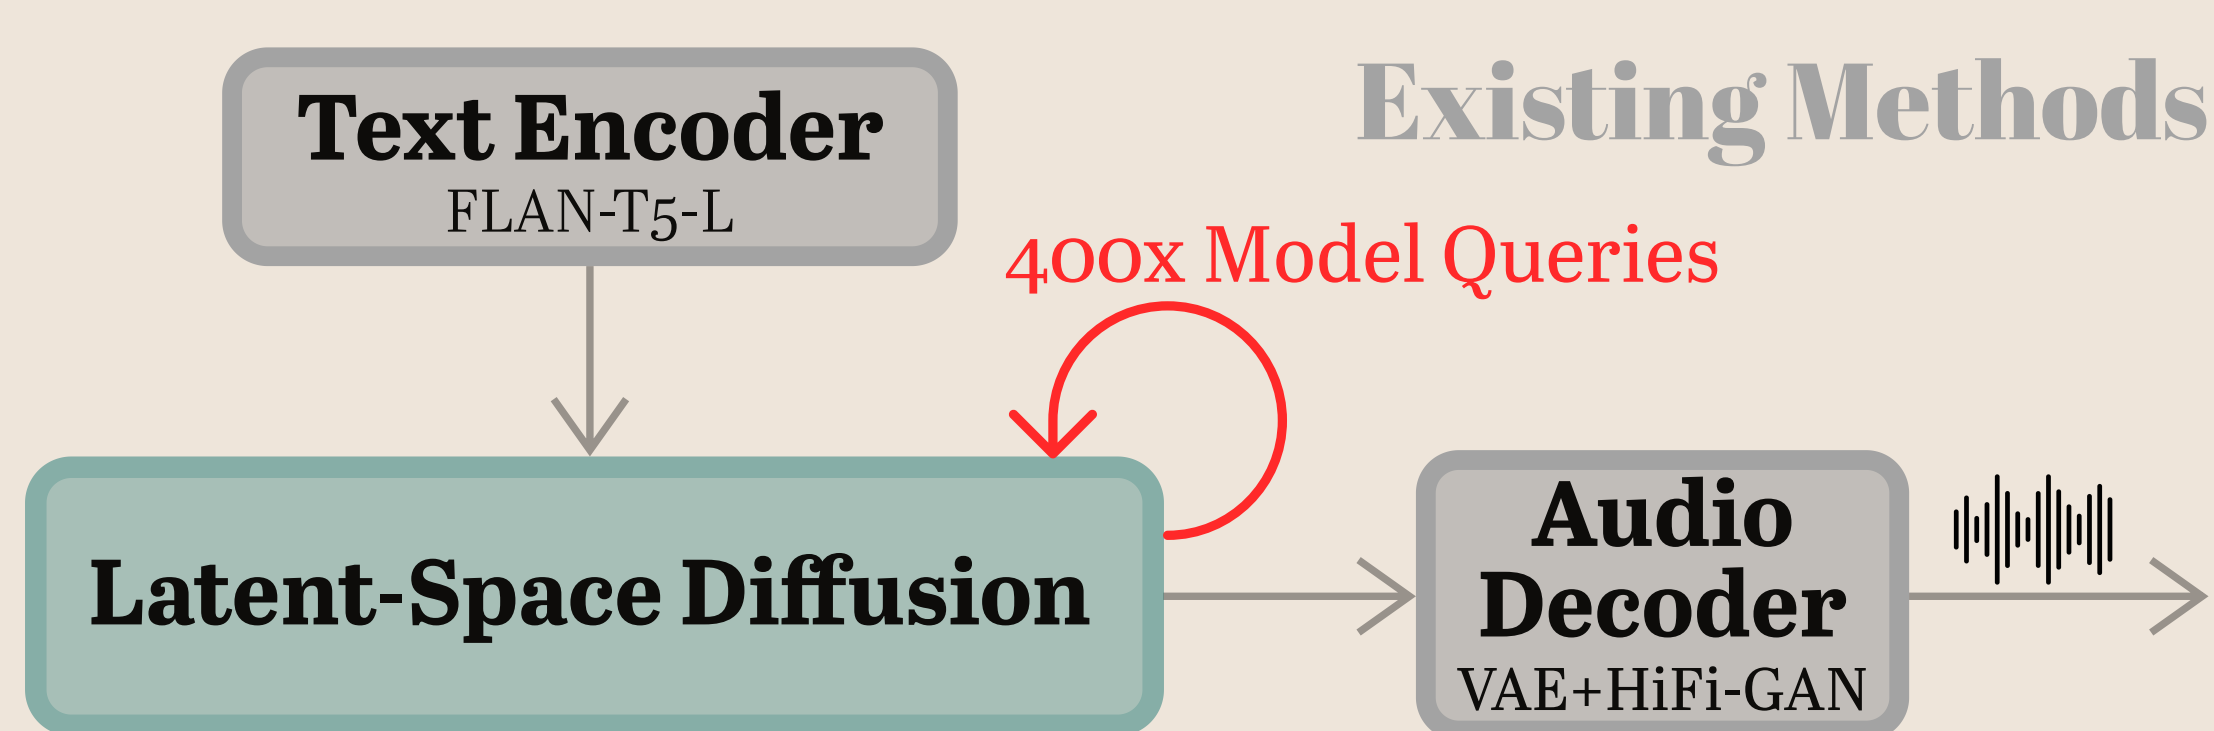 Existing Methods
Text Encoder
FLAN-T5-L
400x Model Queries
Latent-Space Diffusion
Audio
Decoder
VAE+HiFi-GAN